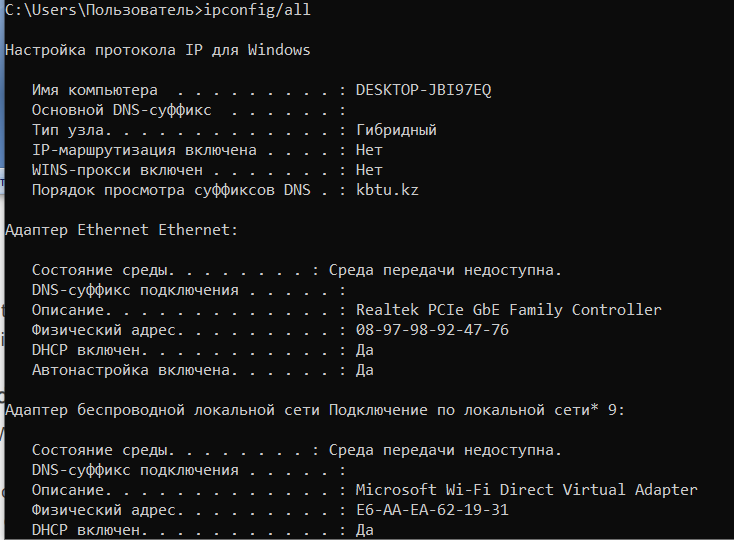 C:\Users\Пользователь>ipconfig/all
Настройка протокола IP для Windows
Имя компьютера . . . . . . . . . : DESKTOP-JBI97EQ
Основной DNS-суффикс . . . . . . :
Тип узла. . . . . . . . . . . . . : Гибридный
IP-маршрутизация включена . . . . : Нет
WINS-прокси включен . . . . . . . : Нет
Порядок просмотра суффиксов DNS . : kbtu.kz
Адаптер Ethernet Ethernet:
Состояние среды. . . . . . . . : Среда передачи недоступна.
DNS-суффикс подключения . . . . . :
Описание. . . . . . . . . . . . . : Realtek PCIe GbE Family Controller
Физический адрес. . . . . . . . . : 08-97-98-92-47-76
DHCP включен. . . . . . . . . . . : Да
Автонастройка включена. . . . . . : Да
Адаптер беспроводной локальной сети Подключение по локальной сети* 9:
Состояние среды. . . . . . . . : Среда передачи недоступна.
DNS-суффикс подключения . . . . . :
Описание. . . . . . . . . . . . . : Microsoft Wi-Fi Direct Virtual Adapter
Физический адрес. . . . . . . . . : E6-AA-EA-62-19-31
DHCP включен. . . . . . . . . . . : Да